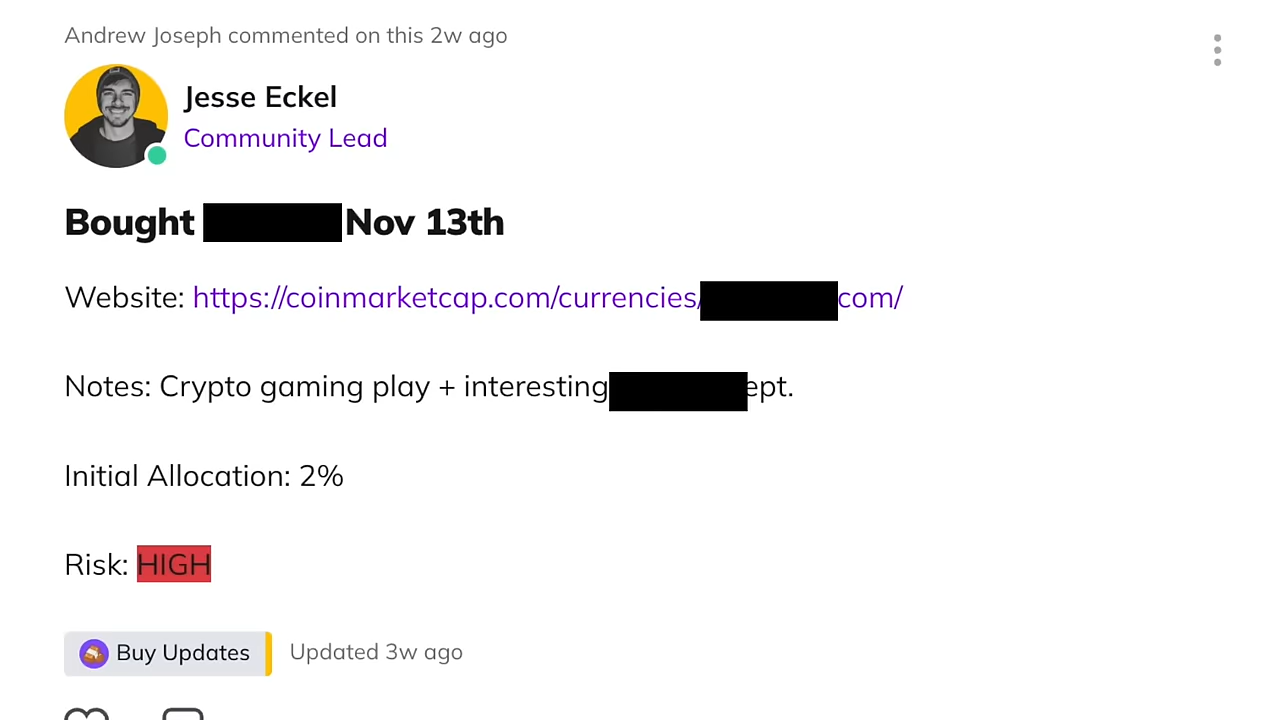 Andrew Joseph commented on this 2w ago
Jesse Eckel
Community Lead
Bought Nov 13th
Website: https://coinmarketcap.com/currencies/ com/
Notes: Crypto gaming play + interesting ept.
Initial Allocation: 2%
Risk: HIGH
Buy Updates Updated 3w ago